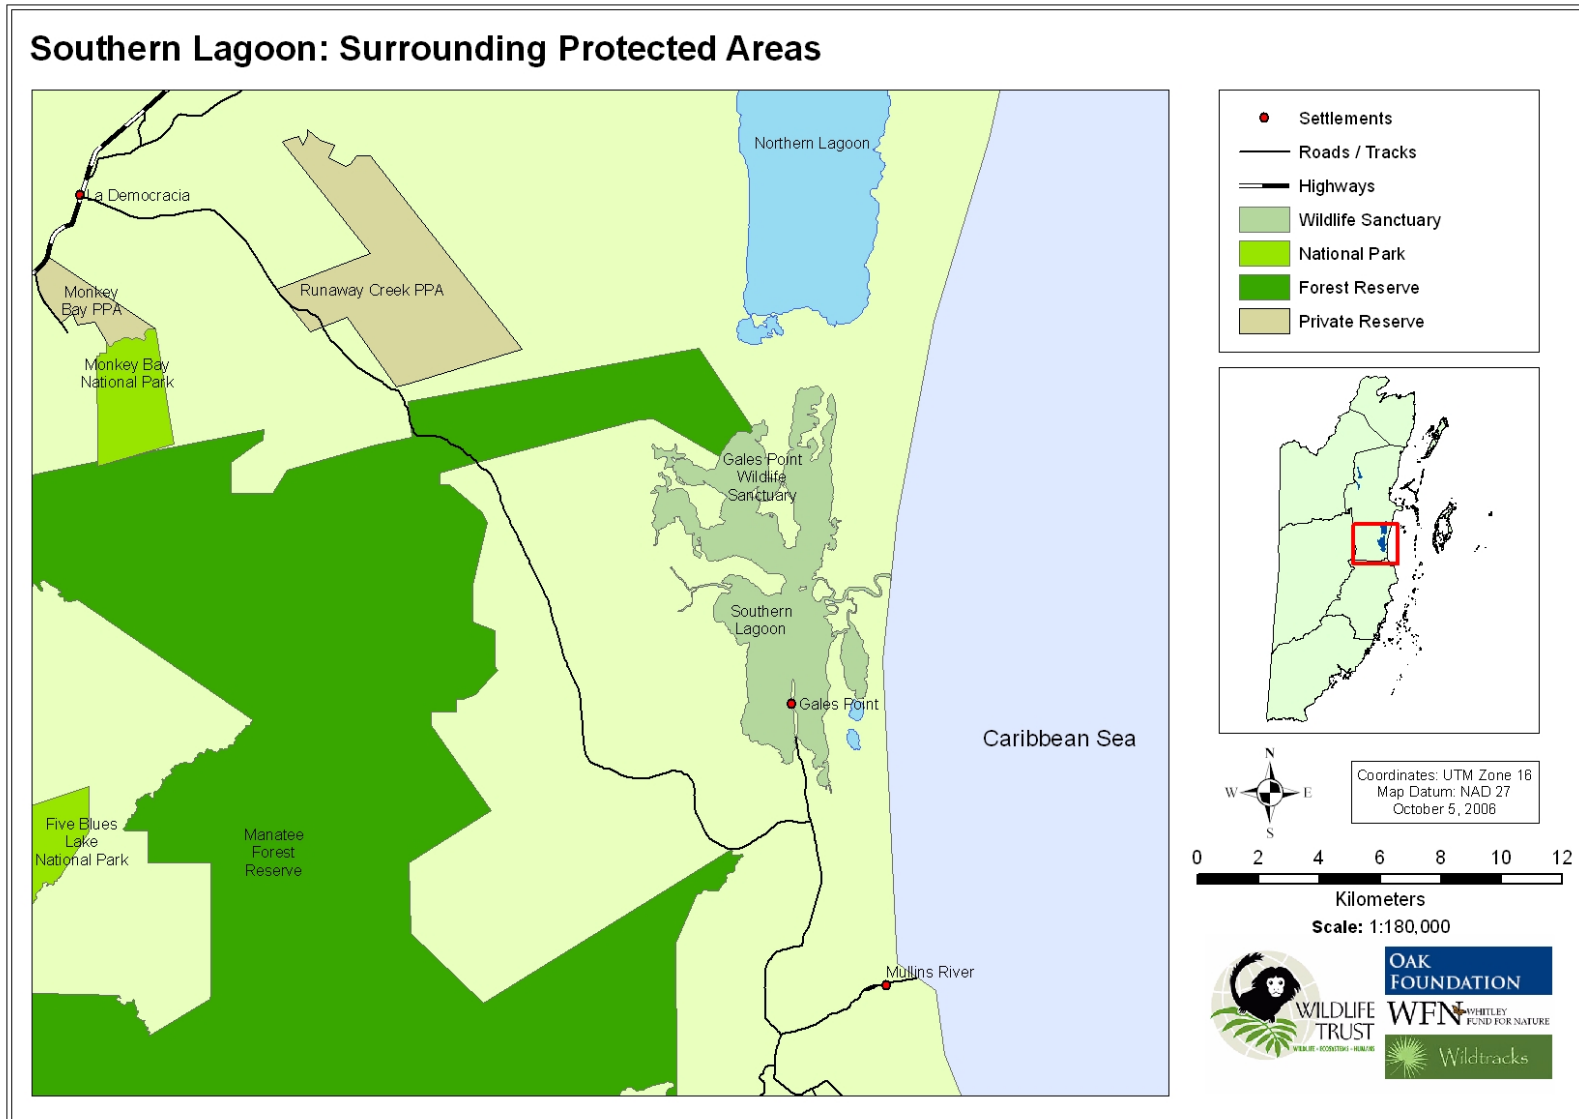 Southern Lagoon: Surrounding Protected Areas
Northern Lagoon
La Democracia
Monkey
Bay PPA
Runaway Creek PPA
Monkey Bay
National Park
Gales Point
Wildlife
Sanctuary
Southern
Lagoon
Gales Point
Caribbean Sea
Five Blues
Lake
National Park
Manatee
Forest
Reserve
Mullins River
Settlements
Roads / Tracks
Highways
Wildlife Sanctuary
National Park
Forest Reserve
Private Reserve
N
W
E
S
Coordinates: UTM Zone 16
Map Datum: NAD 27
October 5, 2006
0 2 4 6 8 10 12
Kilometers
Scale: 1:180,000
WILDLIFE
TRUST
WILDLIFE • ECOSYSTEMS • HUMANS
OAK
FOUNDATION
WFN WHITLEY
FUND FOR NATURE
Wildtracks